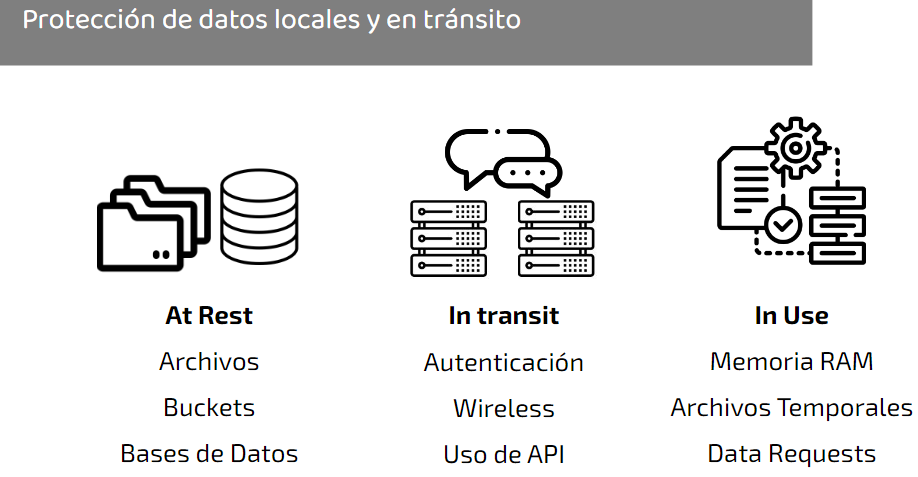 Protección de datos locales y en tránsito
At Rest
Archivos
Buckets
Bases de Datos
In transit
Autenticación
Wireless
Uso de API
In Use
Memoria RAM
Archivos Temporales
Data Requests